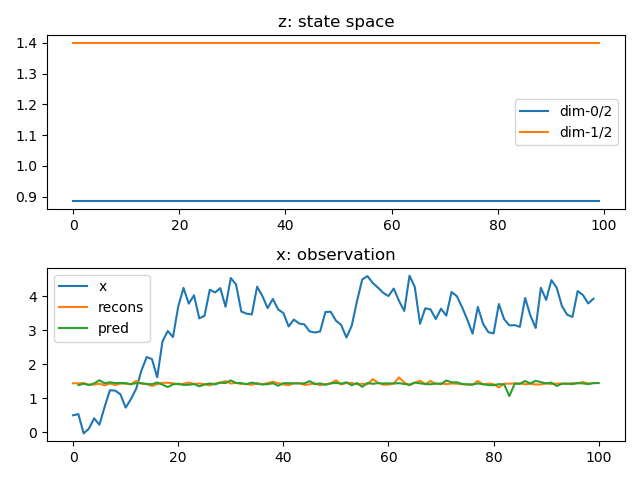 z: state space
1.4
1.3
1.2
1.1
1.0
0.9
dim-0/2
dim-1/2
0 20 40 60 80 100
x: observation
4
3
2
1
0
x
recons
pred
0 20 40 60 80 100